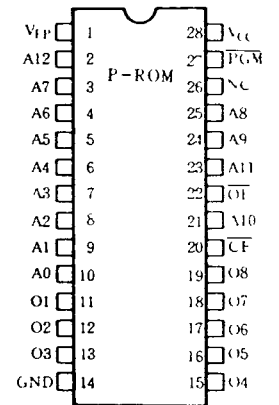 VPP 1 28 VCC
A12 2 27 PGM
P-ROM
A7 3 26 NC
A6 4 25 A8
A5 5 24 A9
A4 6 23 A11
A3 7 22 OE
A2 8 21 A10
A1 9 20 CE
A0 10 19 O8
O1 11 18 O7
O2 12 17 O6
O3 13 16 O5
GND 14 15 O4